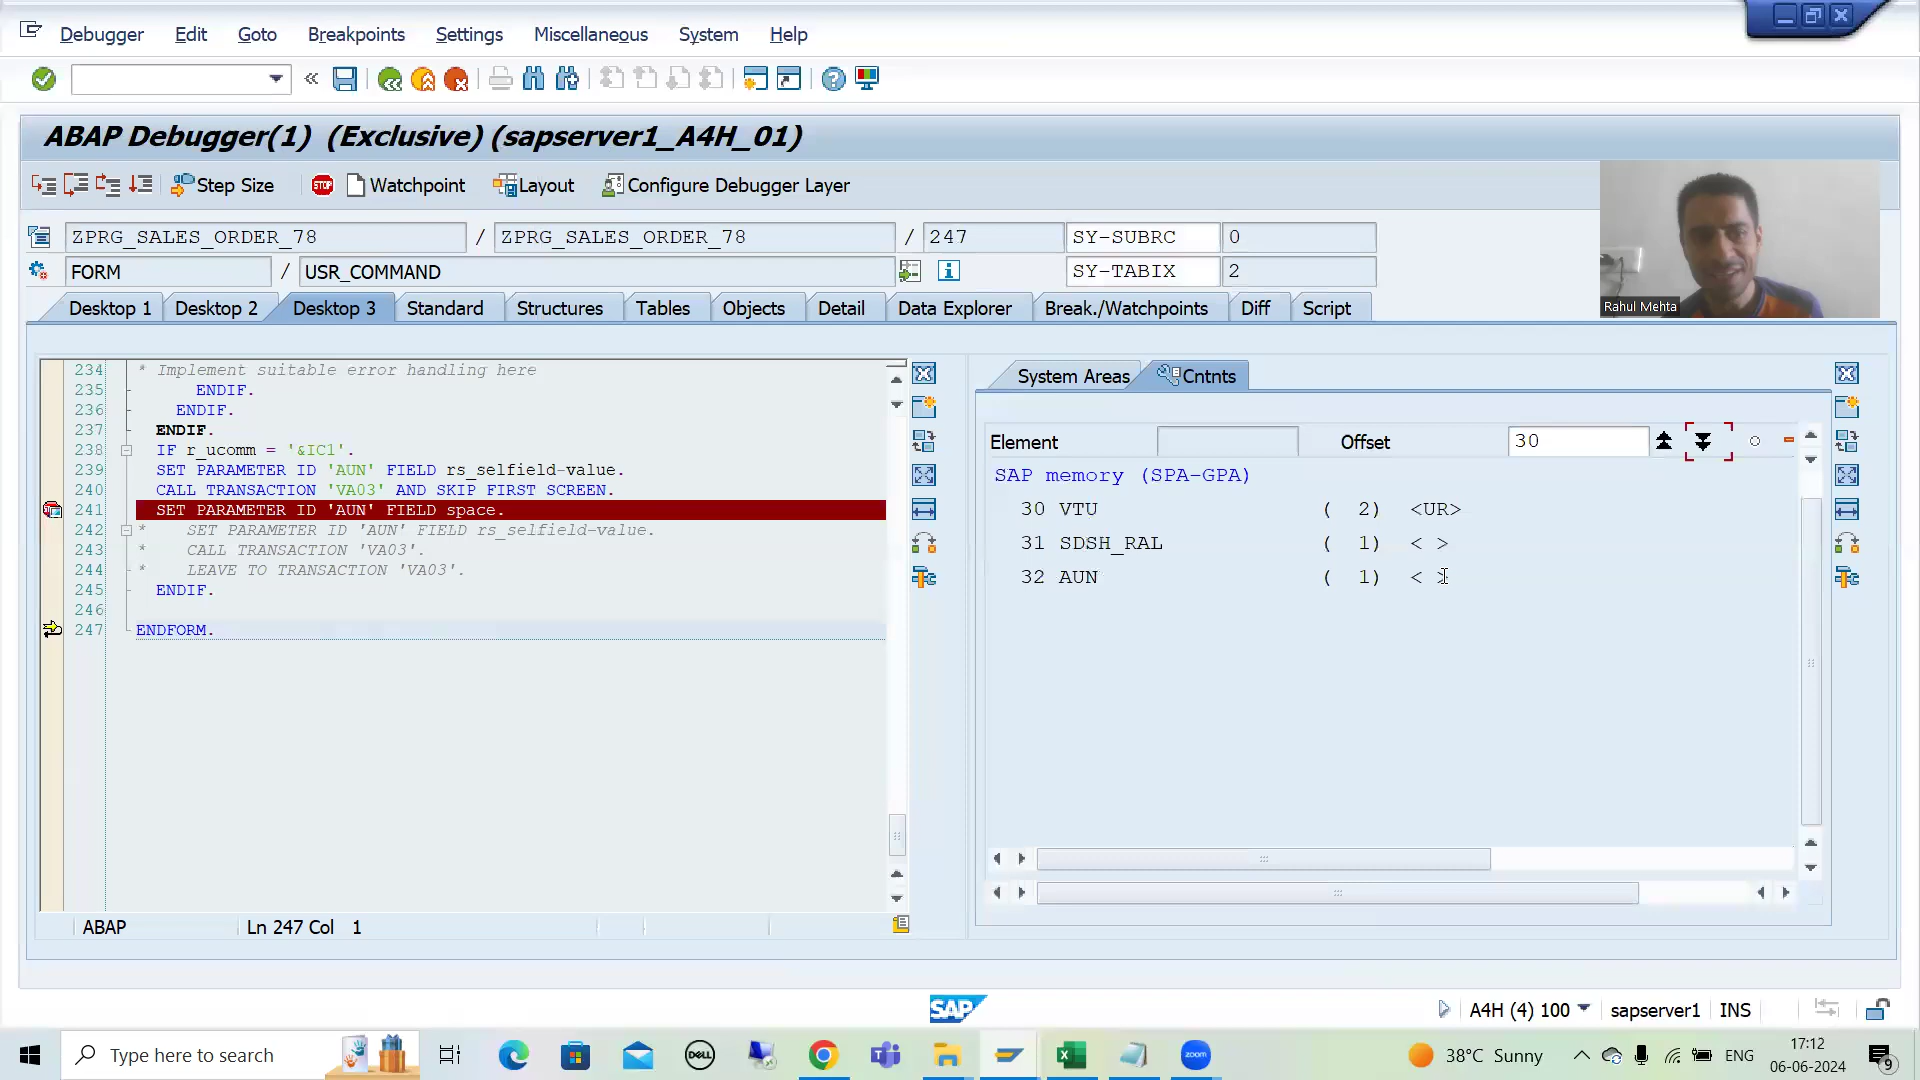 Debugger Edit Goto Breakpoints Settings Miscellaneous System Help
ABAP Debugger(1) (Exclusive) (sapserver1_A4H_01)
Step Size STOP Watchpoint Layout Configure Debugger Layer
ZPRG_SALES_ORDER_78 / ZPRG_SALES_ORDER_78 / 247 SY-SUBRC 0
FORM / USR_COMMAND SY-TABIX 2
Rahul Mehta
Desktop 1 Desktop 2 Desktop 3 Standard Structures Tables Objects Detail Data Explorer Break./Watchpoints Diff Script
234 * Implement suitable error handling here
235 ENDIF.
236 ENDIF.
237 ENDIF.
238 IF r_ucomm = '&IC1'.
239 SET PARAMETER ID 'AUN' FIELD rs_selfield-value.
240 CALL TRANSACTION 'VA03' AND SKIP FIRST SCREEN.
241 SET PARAMETER ID 'AUN' FIELD space.
242 * SET PARAMETER ID 'AUN' FIELD rs_selfield-value.
243 * CALL TRANSACTION 'VA03'.
244 * LEAVE TO TRANSACTION 'VA03'.
245 ENDIF.
246
247 ENDFORM.
ABAP Ln 247 Col 1
System Areas Cntnts
Element Offset 30
SAP memory (SPA-GPA)
30 VTU ( 2) <UR>
31 SDSH_RAL ( 1) < >
32 AUN ( 1) < >
SAP A4H (4) 100 sapserver1 INS
Type here to search DELL zoom 38°C Sunny ENG 17:12
06-06-2024 9